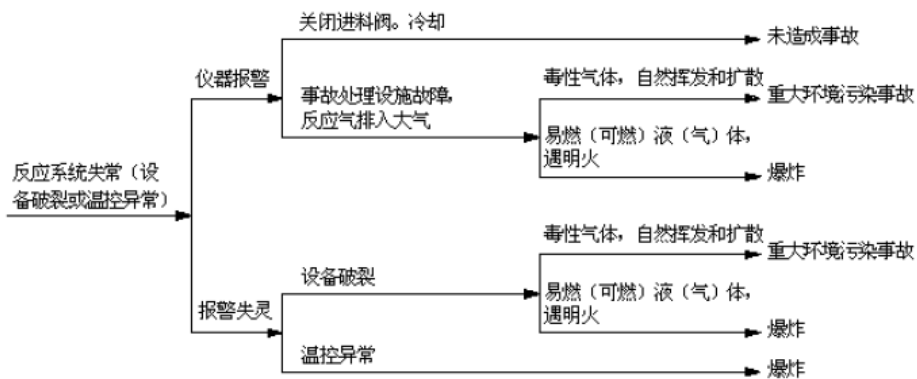 关闭进料阀。冷却
未造成事故
仪器报警
毒性气体，自然挥发和扩散
事故处理设施故障，
反应气排入大气
重大环境污染事故
易燃（可燃）液（气）体，
遇明火
爆炸
反应系统失常（设
备破裂或温控异常）
毒性气体，自然挥发和扩散
重大环境污染事故
设备破裂
易燃（可燃）液（气）体，
遇明火
报警失灵
爆炸
温控异常
爆炸